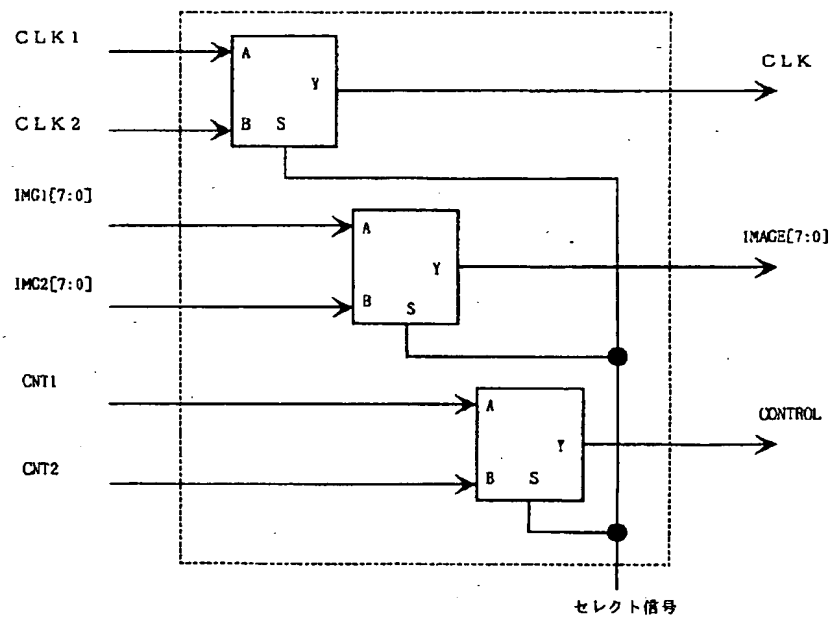 CLK1
A
Y
CLK
CLK2
B
S
IMG1[7:0]
A
Y
IMAGE[7:0]
IMG2[7:0]
B
S
CNT1
A
Y
CONTROL
CNT2
B
S
セレクト信号